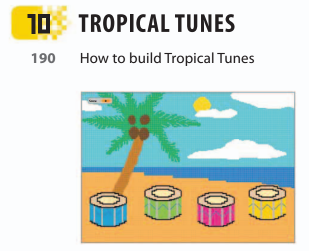 10 TROPICAL TUNES
190 How to build Tropical Tunes